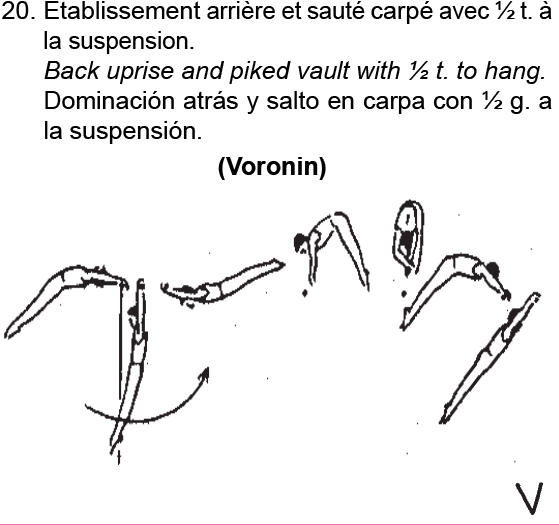 20. Etablissement arrière et sauté carpé avec ½ t. à
la suspension.
Back uprise and piked vault with ½ t. to hang.
Dominación atrás y salto en carpa con ½ g. a
la suspensión.
(Voronin)
V